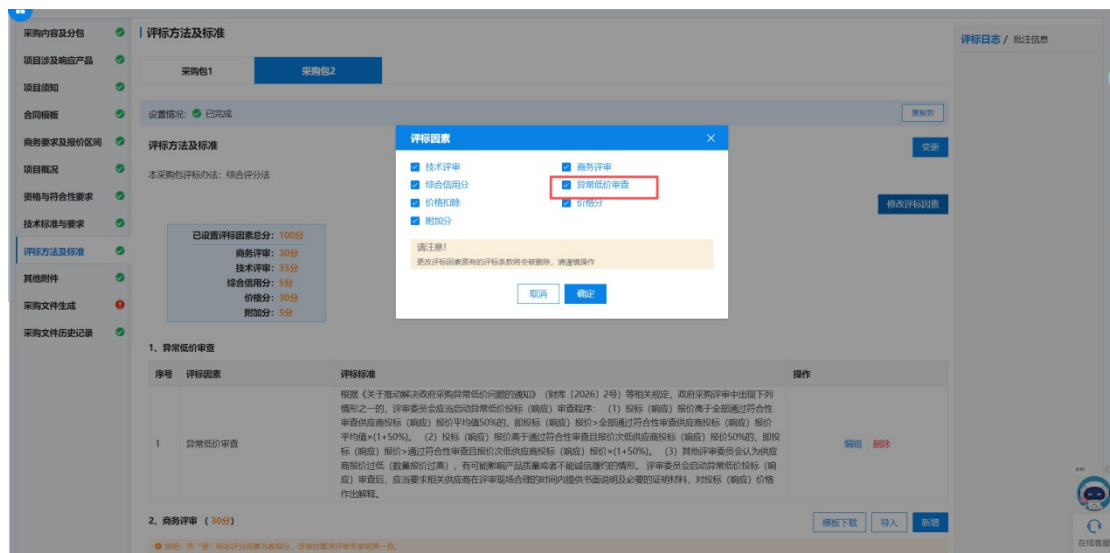 采购内容及分包
项目涉及响应产品
项目须知
合同模板
商务要求及报价区间
项目概况
资格与符合性要求
技术标准与要求
评标方法及标准
其他附件
采购文件生成
采购文件历史记录
评标方法及标准
采购包1
采购包2
设置情况: 已完成
复制到
评标方法及标准
变更
本采购包评标办法: 综合评分法
修改评标因素
已设置评标因素总分: 100分
商务评审: 30分
技术评审: 35分
综合信用分: 5分
价格分: 30分
附加分: 5分
评标因素
技术评审
商务评审
综合信用分
异常低价审查
价格扣除
价格分
附加分
请注意!
更改评标因素原有的评标条款将会被删除，请谨慎操作
取消
确定
1、异常低价审查
序号 评标因素 评标标准 操作
根据《关于推动解决政府采购异常低价问题的通知》（财库〔2026〕2号）等相关规定，政府采购评审中出现下列
情形之一的，评审委员会应当启动异常低价投标（响应）审查程序：（1）投标（响应）报价高于全部通过符合性
审查供应商投标（响应）报价平均值50%的，即投标（响应）报价>全部通过符合性审查供应商投标（响应）报价
平均值×(1+50%)。（2）投标（响应）报价高于通过符合性审查且报价次低供应商投标（响应）报价50%的，即投
标（响应）报价>通过符合性审查且报价次低供应商投标（响应）报价×(1+50%)。（3）其他评审委员会认为供应
商报价过低（数量报价过高），有可能影响产品质量或者不能诚信履约的情形。 评审委员会启动异常低价投标（响
应）审查后，应当要求相关供应商在评审现场合理的时间内提供书面说明及必要的证明材料，对投标（响应）价格
作出解释。
1 异常低价审查
编辑 删除
2、商务评审 （30分）
模板下载
导入
新增
评标日志 / 批注信息
在线客服